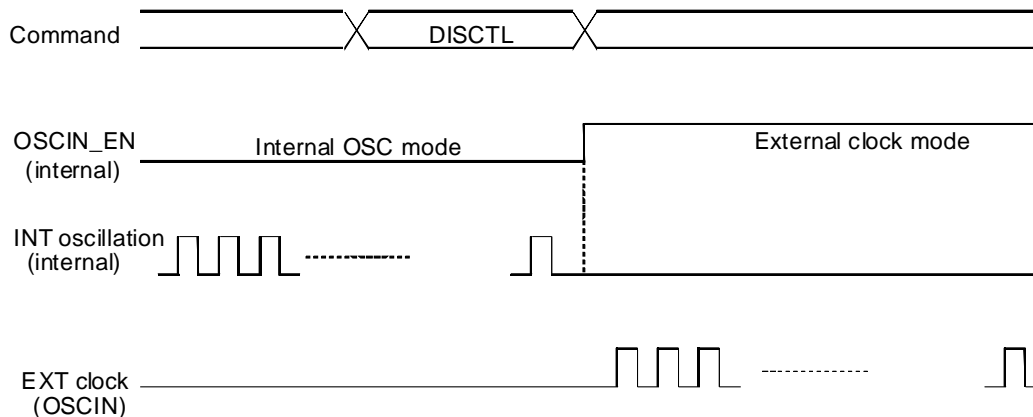 Command
DISCTL
OSCIN_EN
(internal)
Internal OSC mode
External clock mode
INT oscillation
(internal)
EXT clock
(OSCIN)